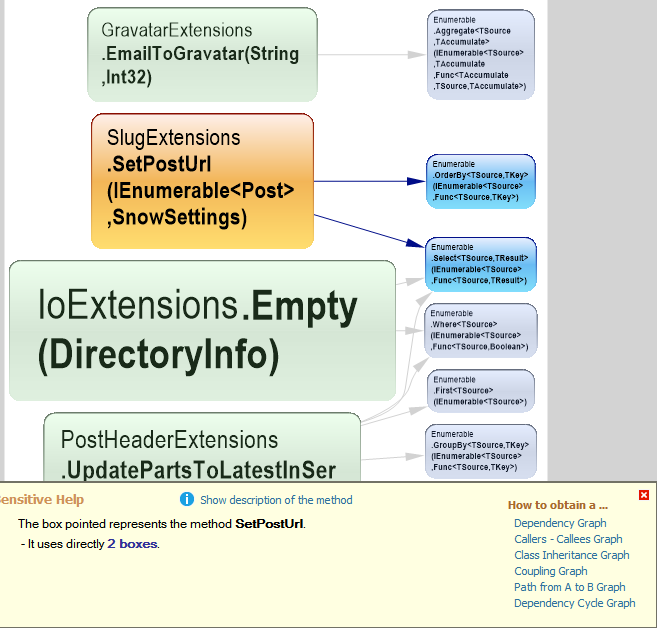 GravatarExtensions
.EmailToGravatar(String
,Int32)
Enumerable
.Aggregate<TSource
,TAccumulate>
(IEnumerable<TSource>
,TAccumulate
,Func<TAccumulate
,TSource,TAccumulate>)
SlugExtensions
.SetPostUrl
(IEnumerable<Post>
,SnowSettings)
Enumerable
.OrderBy<TSource,TKey>
(IEnumerable<TSource>
,Func<TSource,TKey>)
Enumerable
.Select<TSource,TResult>
(IEnumerable<TSource>
,Func<TSource,TResult>)
IoExtensions.Empty
(DirectoryInfo)
Enumerable
.Where<TSource>
(IEnumerable<TSource>
,Func<TSource,Boolean>)
Enumerable
.First<TSource>
(IEnumerable<TSource>)
PostHeaderExtensions
.UpdatePartsToLatestInSer
Enumerable
.GroupBy<TSource,TKey>
(IEnumerable<TSource>
,Func<TSource,TKey>)
ensitive Help
i Show description of the method
The box pointed represents the method SetPostUrl.
- It uses directly 2 boxes.
How to obtain a ...
Dependency Graph
Callers - Callees Graph
Class Inheritance Graph
Coupling Graph
Path from A to B Graph
Dependency Cycle Graph